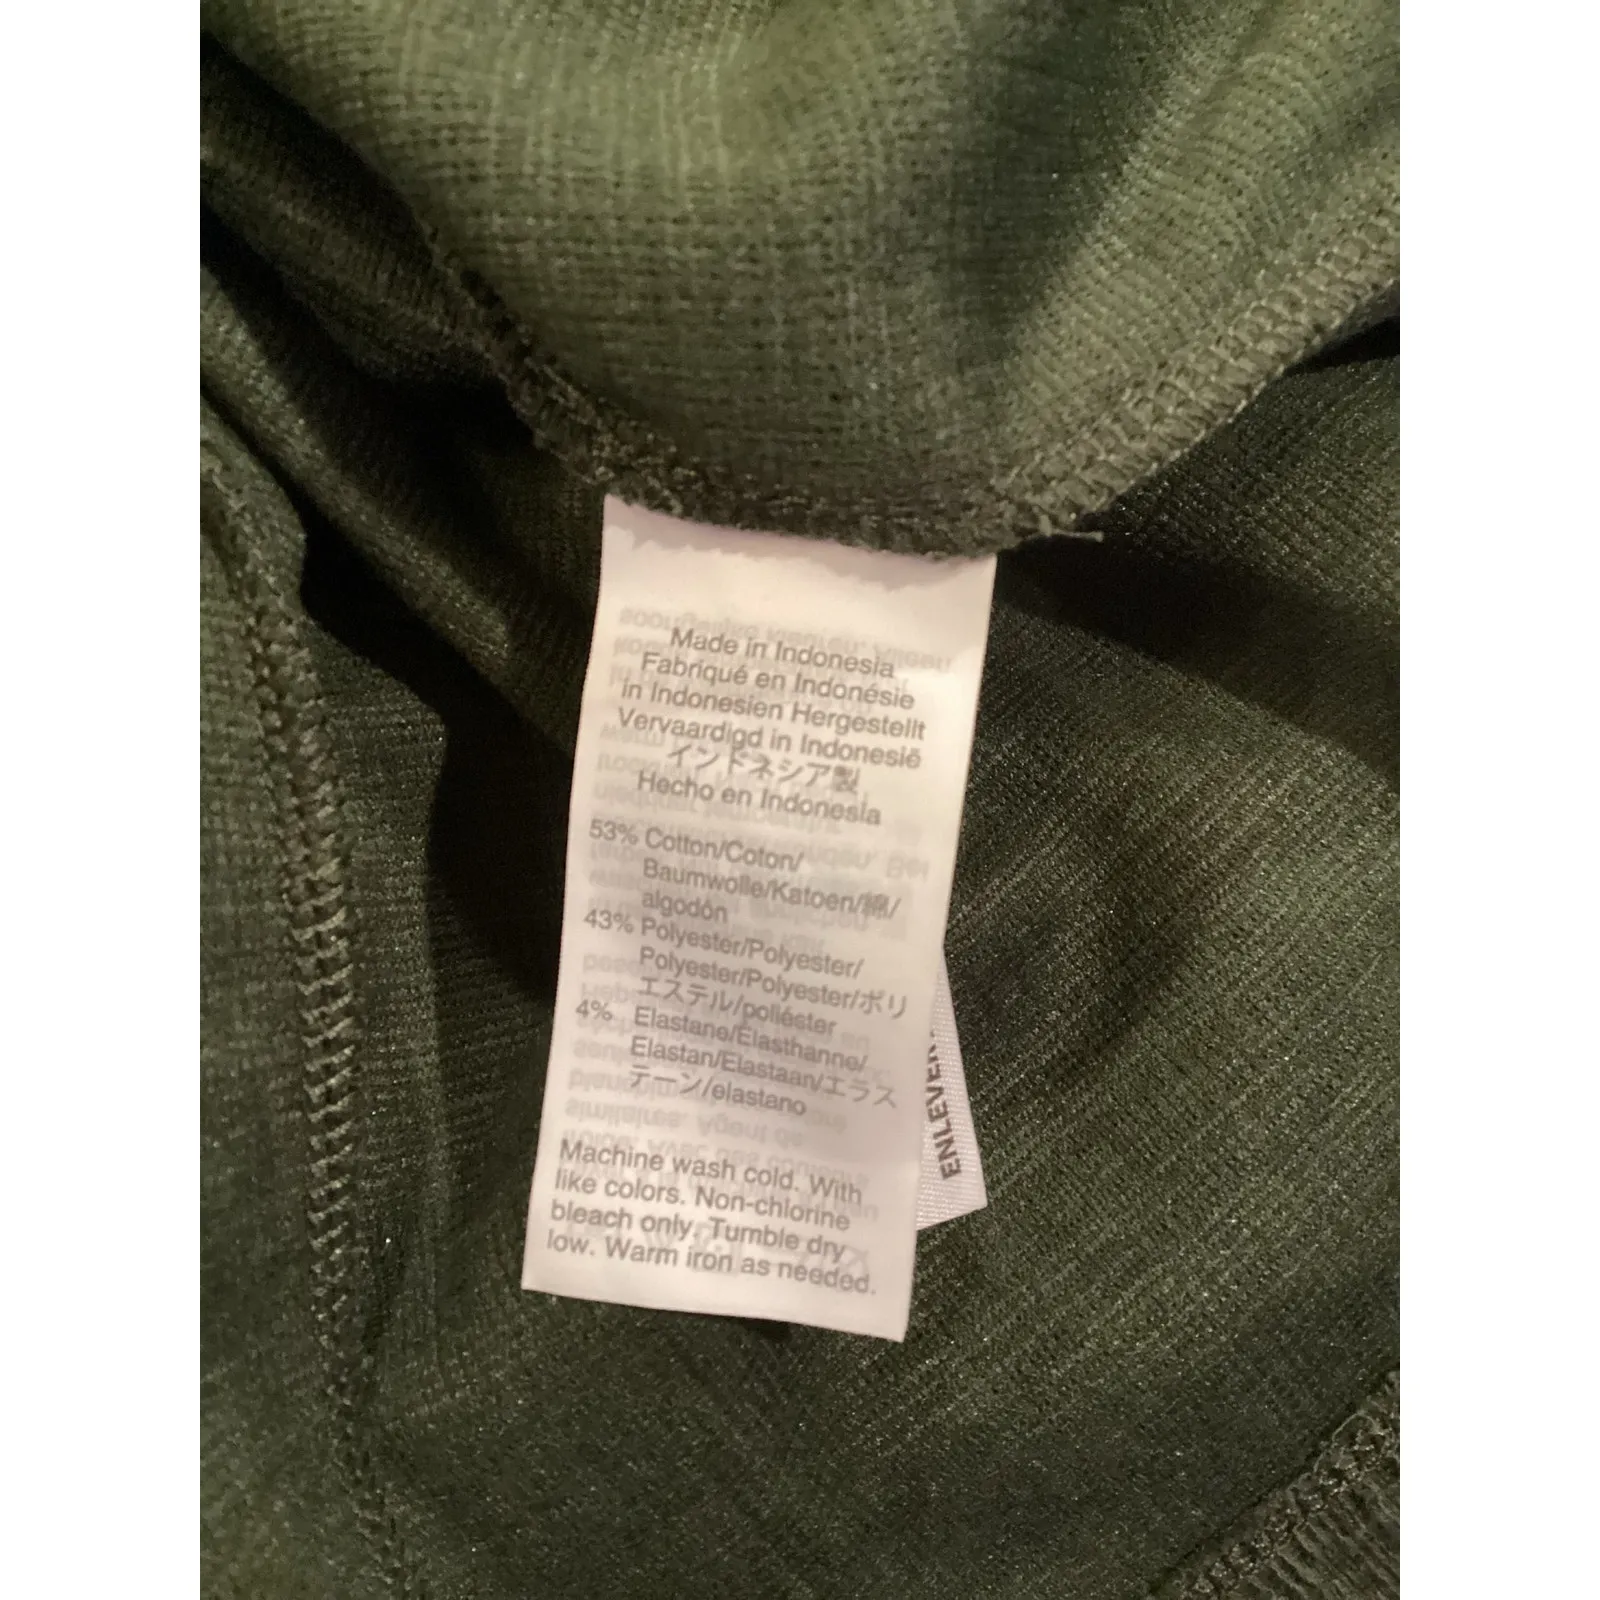 Made in Indonesia
Fabriqué en Indonésie
in Indonesien Hergestellt
Vervaardigd in Indonesië
インドネシア製
Hecho en Indonesia
53% Cotton/Coton/
Baumwolle/Katoen/綿/
algodón
43% Polyester/Polyester/
Polyester/Polyester/ポリ
エステル/poliéster
4% Elastane/Élasthanne/
Elastan/Elastaan/エラス
テーン/elastano
Machine wash cold. With
like colors. Non-chlorine
bleach only. Tumble dry
low. Warm iron as needed.